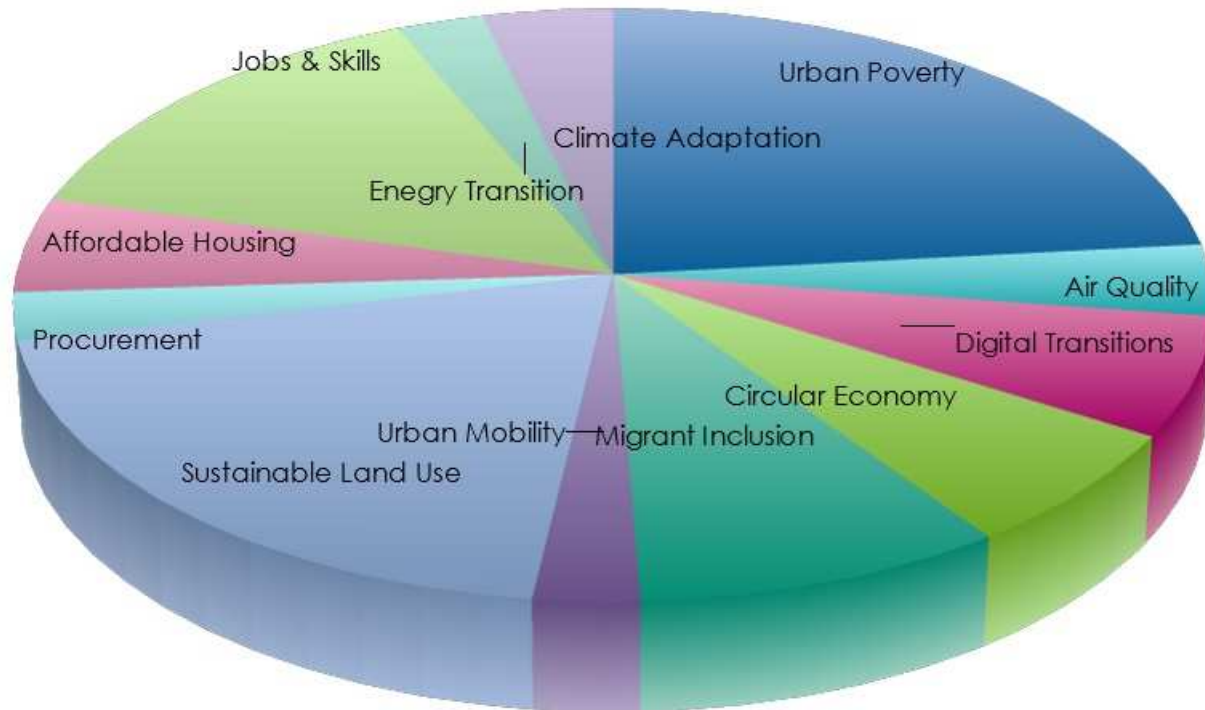 Jobs & Skills
Urban Poverty
Climate Adaptation
Enegry Transition
Affordable Housing
Air Quality
Procurement
Digital Transitions
Circular Economy
Urban Mobility
Migrant Inclusion
Sustainable Land Use